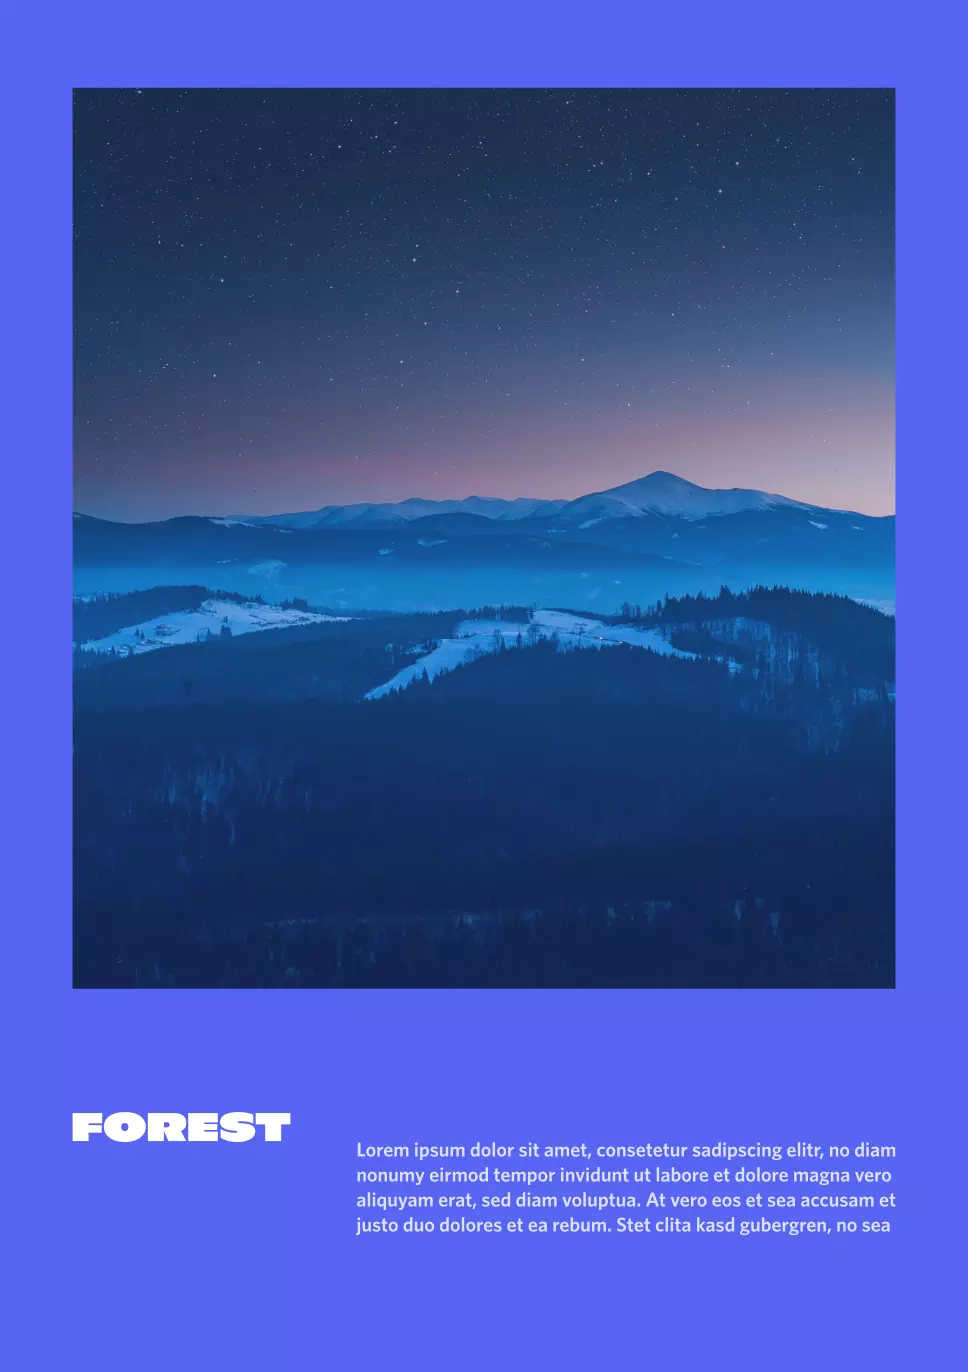 FOREST
Lorem ipsum dolor sit amet, consetetur sadipscing elitr, no diam
nonumy eirmod tempor invidunt ut labore et dolore magna vero
aliquyam erat, sed diam voluptua. At vero eos et sea accusam et
justo duo dolores et ea rebum. Stet clita kasd gubergren, no sea